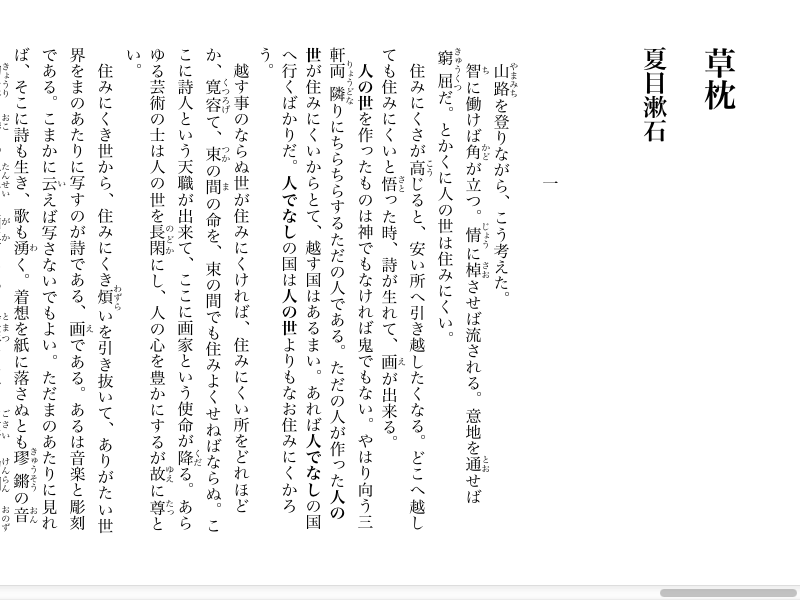 草枕
夏目漱石
一
山路を登りながら、こう考えた。
智に働けば角が立つ。情に棹させば流される。意地を通せば
窮屈だ。とかくに人の世は住みにくい。
住みにくさが高じると、安い所へ引き越したくなる。どこへ越し
ても住みにくいと悟った時、詩が生れて、画が出来る。
人の世を作ったものは神でもなければ鬼でもない。やはり向う三
軒両隣りにちらちらするただの人である。ただの人が作った人の
世が住みにくいからとて、越す国はあるまい。あれば人でなしの国
へ行くばかりだ。人でなしの国は人の世よりもなお住みにくかろ
う。
越す事のならぬ世が住みにくければ、住みにくい所をどれほど
か、寛容て、束の間の命を、束の間でも住みよくせねばならぬ。こ
こに詩人という天職が出来て、ここに画家という使命が降る。あら
ゆる芸術の士は人の世を長閑にし、人の心を豊かにするが故に尊と
い。
住みにくき世から、住みにくき煩いを引き抜いて、ありがたい世
界をまのあたりに写すのが詩である、画である。あるは音楽と彫刻
である。こまかに云えば写さないでもよい。ただまのあたりに見れ
ば、そこに詩も生き、歌も湧く。着想を紙に落さぬとも璆鏘の音